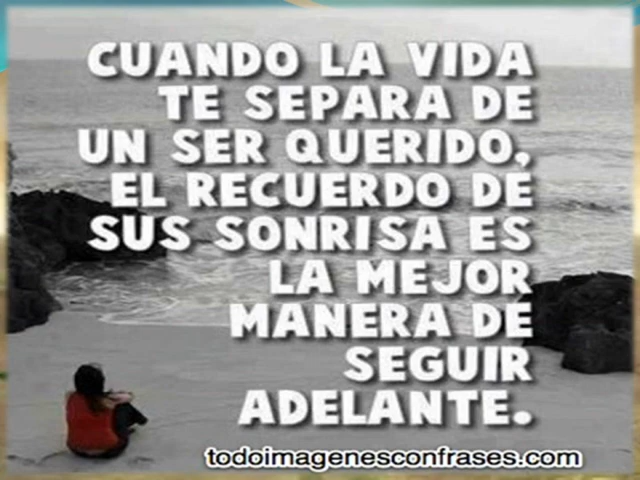 CUANDO LA VIDA
TE SEPARA DE
UN SER QUERIDO,
EL RECUERDO DE
SUS SONRISA ES
LA MEJOR
MANERA DE
SEGUIR
ADELANTE.
todoimagenesconfrases.com